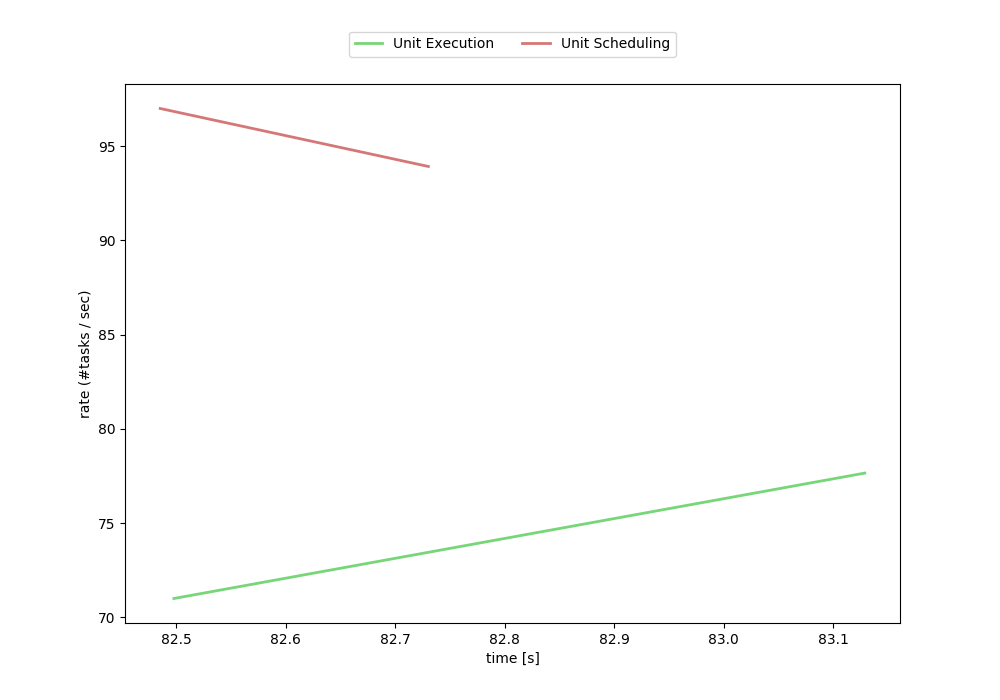 Unit Execution Unit Scheduling
95
90
85
80
75
70
rate (#tasks / sec)
82.5 82.6 82.7 82.8 82.9 83.0 83.1
time [s]